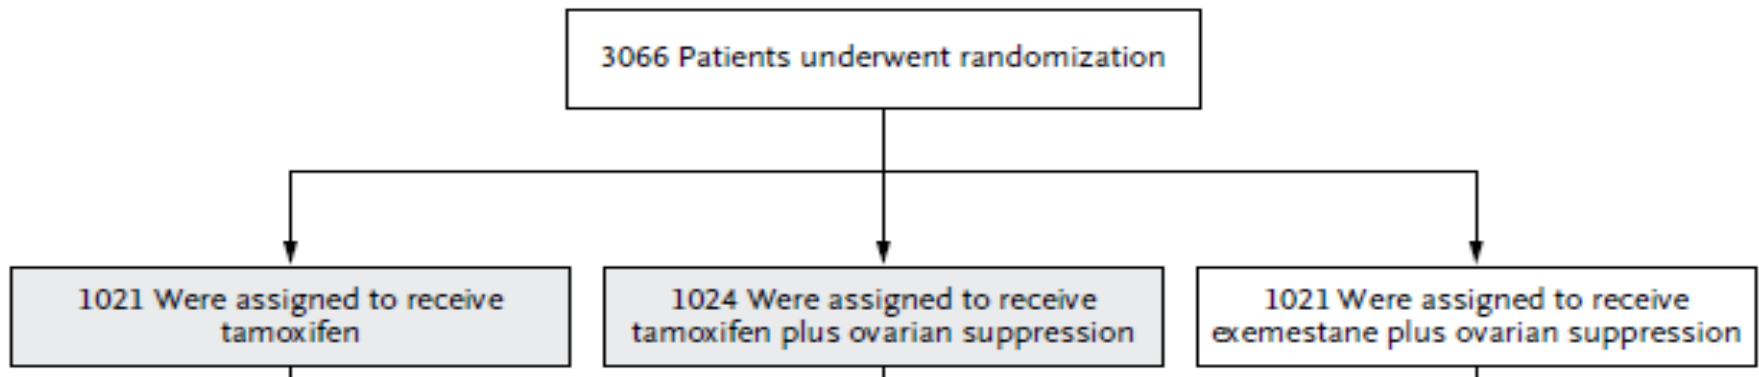 3066 Patients underwent randomization
1021 Were assigned to receive
tamoxifen
1024 Were assigned to receive
tamoxifen plus ovarian suppression
1021 Were assigned to receive
exemestane plus ovarian suppression